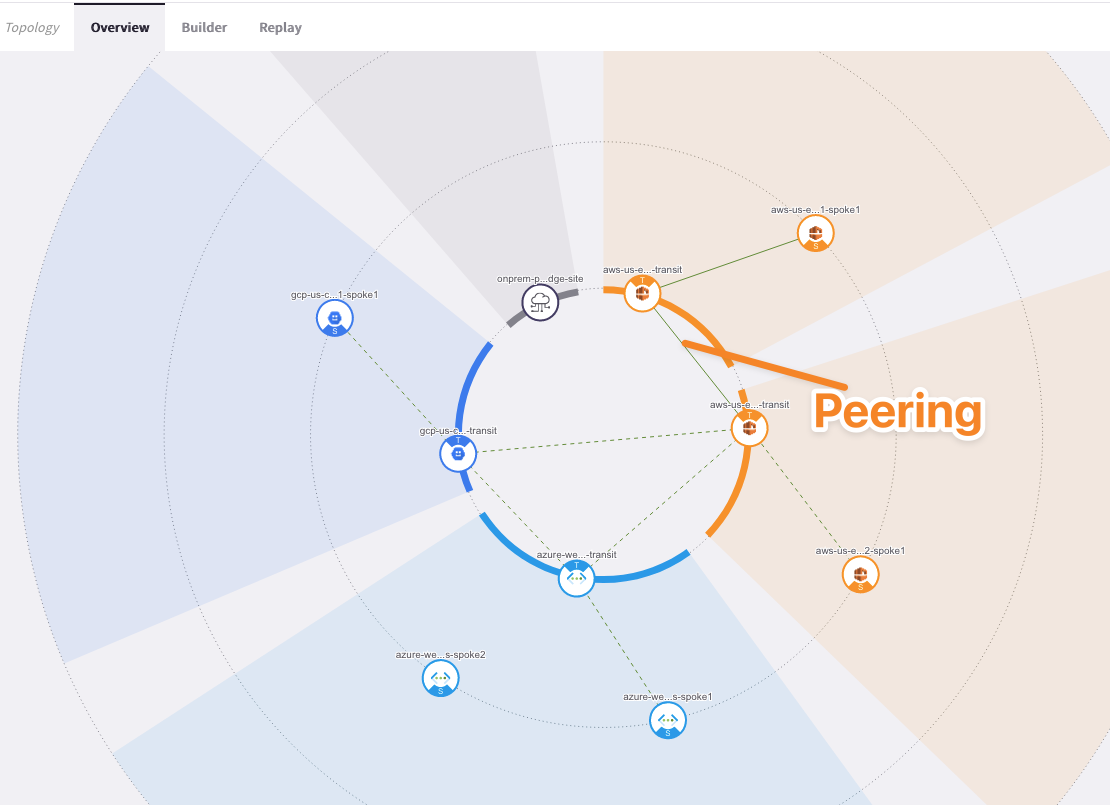 Topology Overview Builder Replay
aws-us-e...1-spoke1
aws-us-e...-transit
onprem-p...dge-site
gcp-us-c...1-spoke1
T
S
S
aws-us-e...-transit
Peering
gcp-us-c...-transit
T
T
aws-us-e...2-spoke1
azure-we...-transit
T
S
azure-we...s-spoke2
S
azure-we...s-spoke1
S